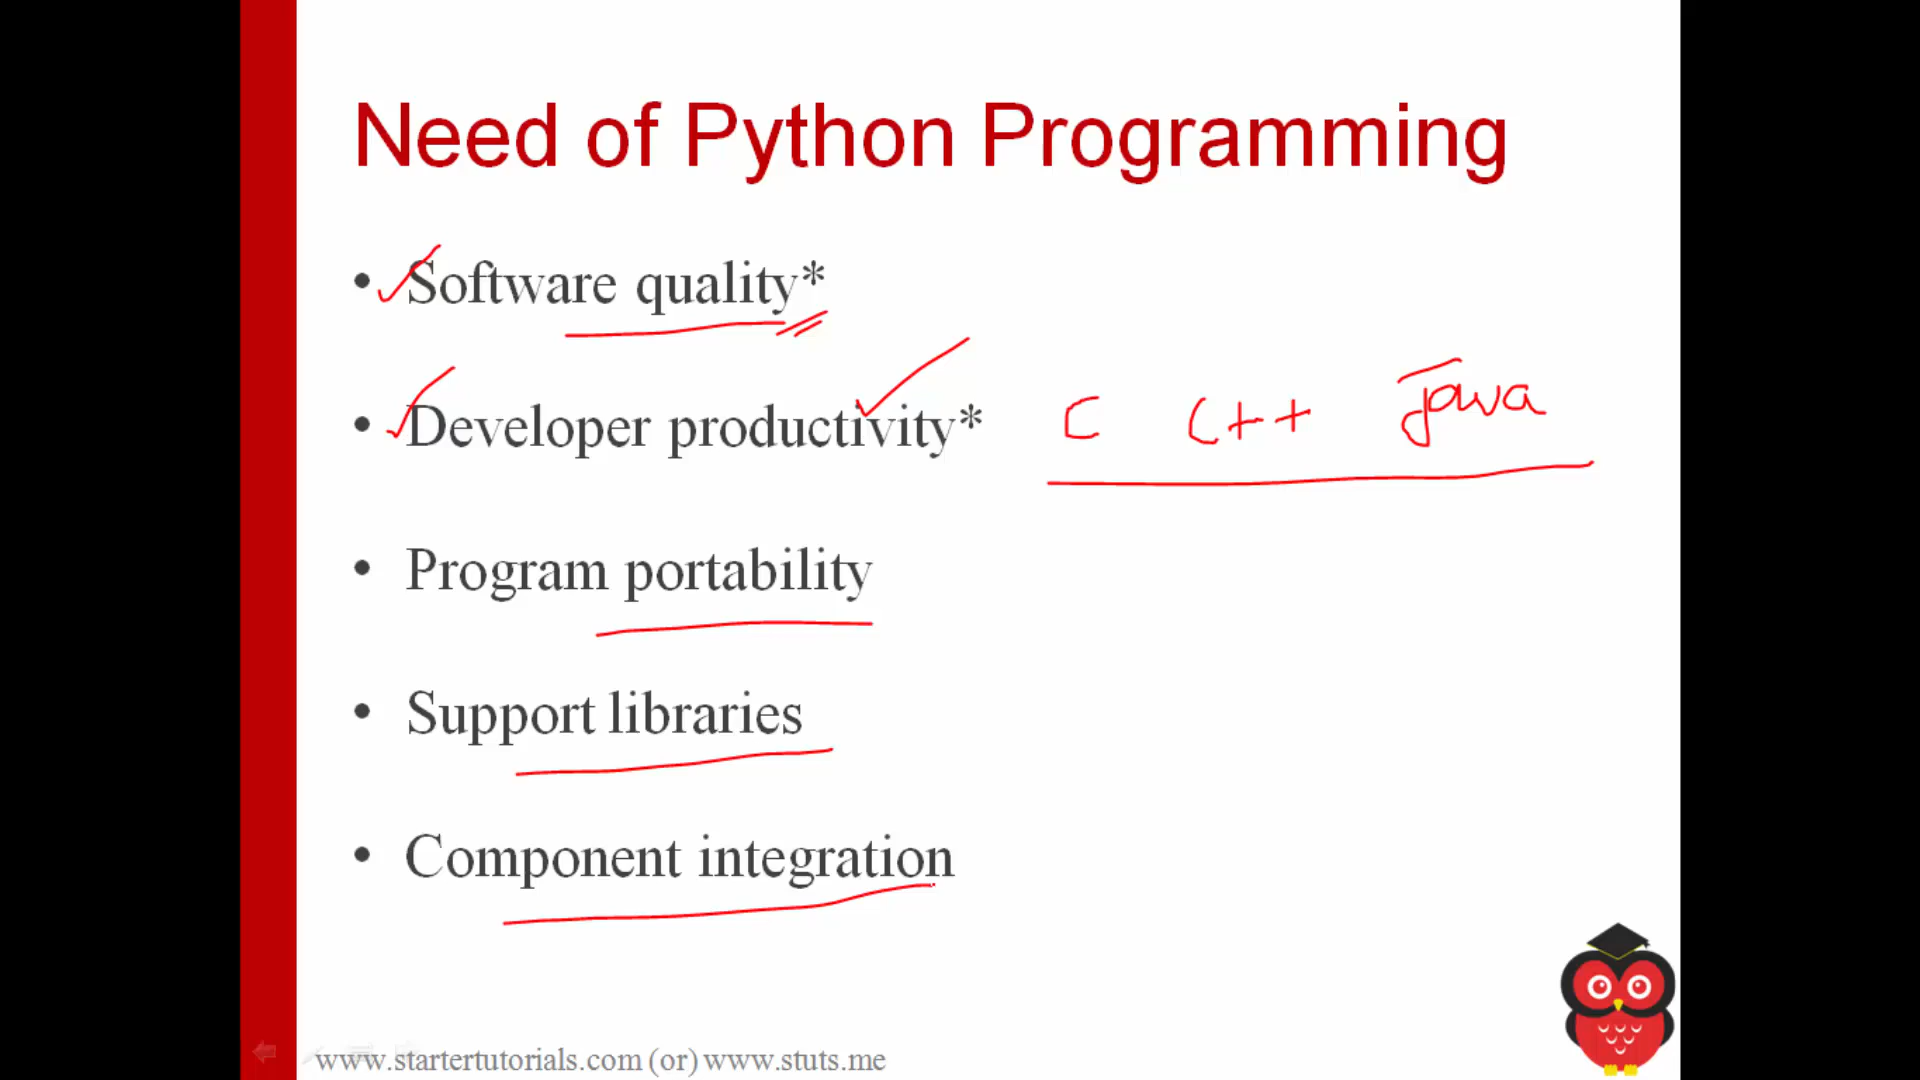 Need of Python Programming
• Software quality*
• Developer productivity* C C++ Java
• Program portability
• Support libraries
• Component integration
www.startertutorials.com (or) www.stuts.me